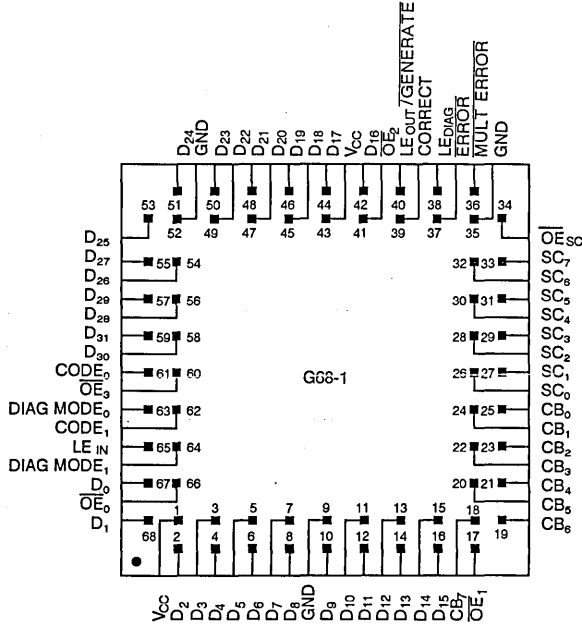 D24
GND
D23
D22
D21
D20
D19
D18
D17
VCC
D16
OE2
LEOUT/GENERATE
CORRECT
LEDIAG
ERROR
MULT ERROR
GND
53 51 50 48 46 44 42 40 38 36 34
52 49 47 45 43 41 39 37 35
D25 OESC
D27 55 54 32 33 SC7
D26 SC6
D29 57 56 30 31 SC5
D28 SC4
D31 59 58 28 29 SC3
D30 SC2
CODE0 61 60 26 27 SC1
OE3 G68-1 SC0
DIAG MODE0 63 62 24 25 CB0
CODE1 CB1
LE IN 65 64 22 23 CB2
DIAG MODE1 CB3
D0 67 66 20 21 CB4
OE0 CB5
D1 68 1 3 5 7 9 11 13 15 18 19 CB6
2 4 6 8 10 12 14 16 17
VCC
D2
D3
D4
D5
D6
D7
D8
GND
D9
D10
D11
D12
D13
D14
D15
CB7
OE1